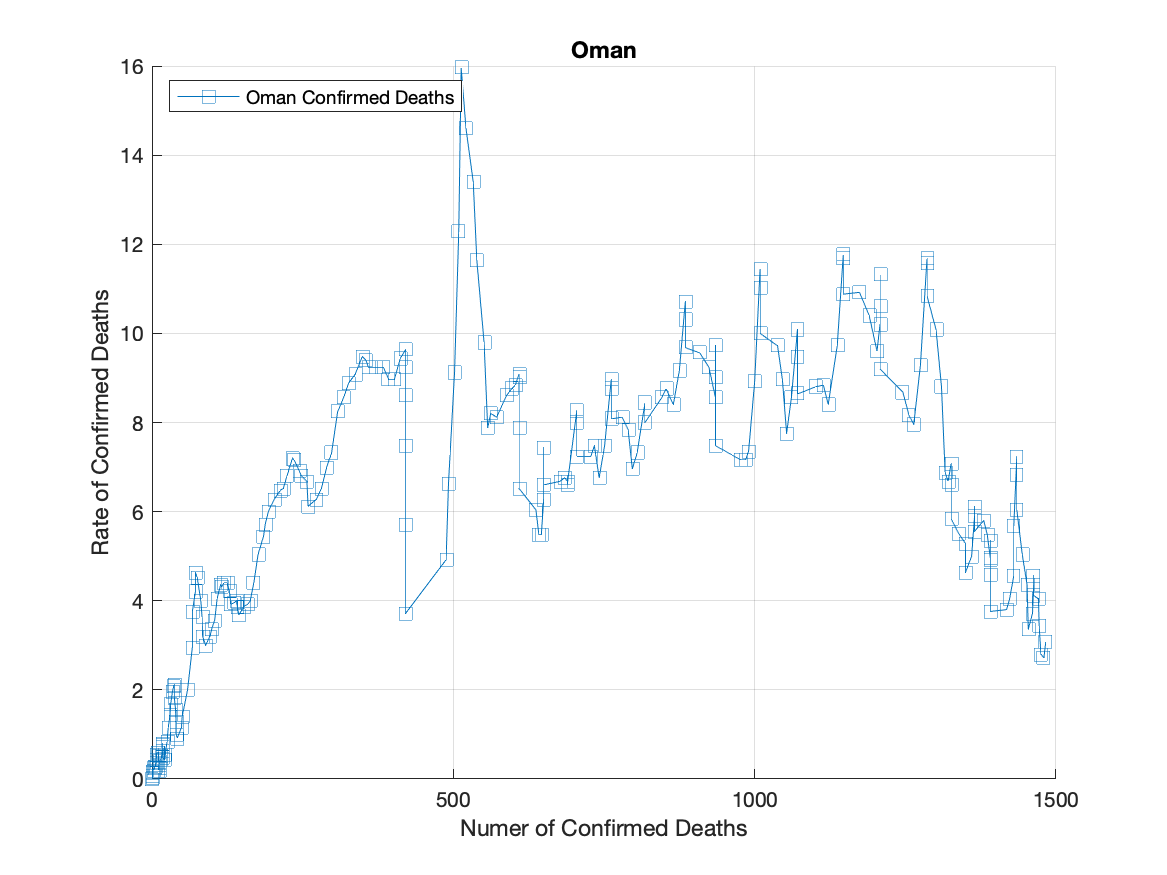 Oman
Oman Confirmed Deaths
16
14
12
10
8
6
4
2
0
Rate of Confirmed Deaths
0 500 1000 1500
Numer of Confirmed Deaths